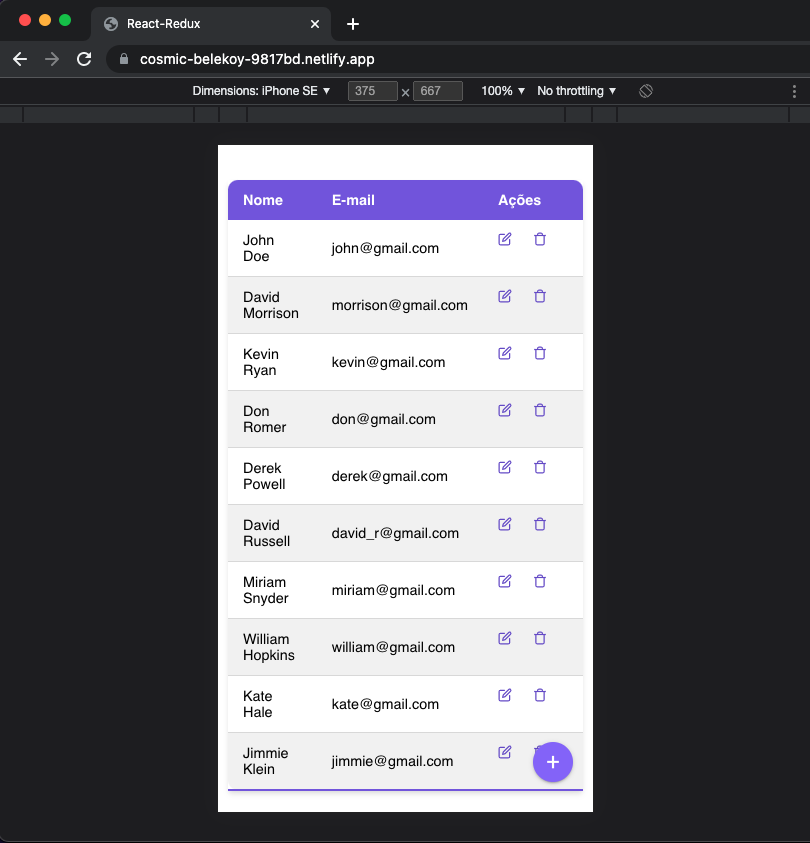 React-Redux
cosmic-belekoy-9817bd.netlify.app
Dimensions: iPhone SE ▼ 375 × 667 100% ▼ No throttling ▼
Nome E-mail Ações
John
Doe
john@gmail.com
David
Morrison
morrison@gmail.com
Kevin
Ryan
kevin@gmail.com
Don
Romer
don@gmail.com
Derek
Powell
derek@gmail.com
David
Russell
david_r@gmail.com
Miriam
Snyder
miriam@gmail.com
William
Hopkins
william@gmail.com
Kate
Hale
kate@gmail.com
Jimmie
Klein
jimmie@gmail.com